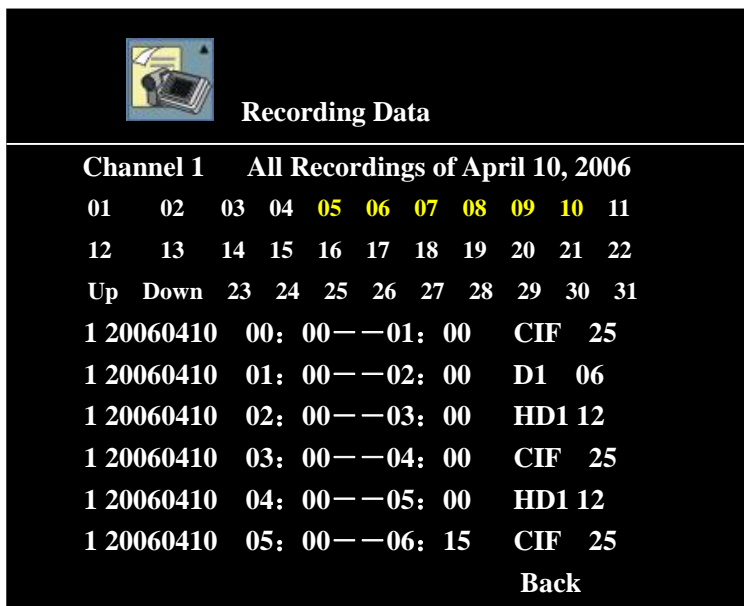 Recording Data
Channel 1 All Recordings of April 10, 2006
01 02 03 04 05 06 07 08 09 10 11
12 13 14 15 16 17 18 19 20 21 22
Up Down 23 24 25 26 27 28 29 30 31
1 20060410 00：00－－01：00 CIF 25
1 20060410 01：00－－02：00 D1 06
1 20060410 02：00－－03：00 HD1 12
1 20060410 03：00－－04：00 CIF 25
1 20060410 04：00－－05：00 HD1 12
1 20060410 05：00－－06：15 CIF 25
Back